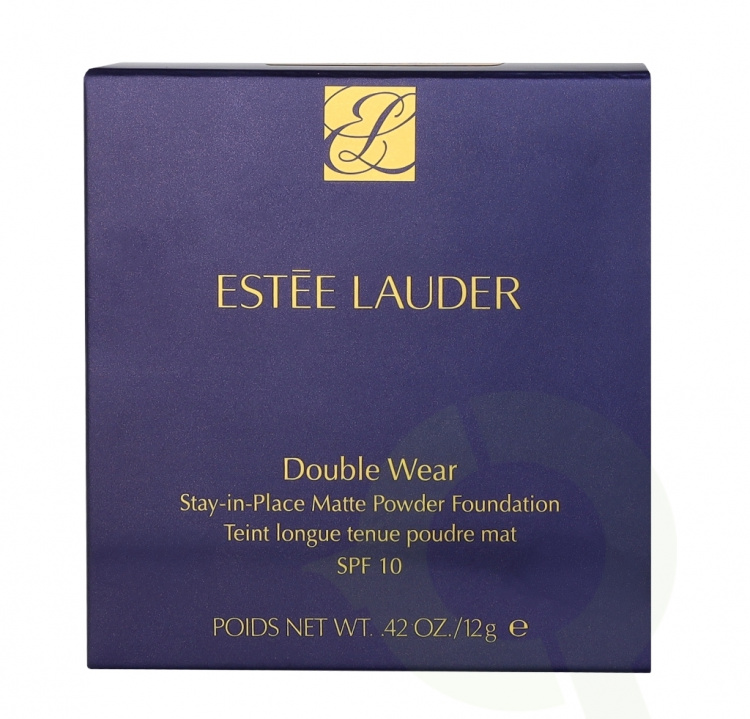 EL
ESTĒE LAUDER
Double Wear
Stay-in-Place Matte Powder Foundation
Teint longue tenue poudre mat
SPF 10
POIDS NET WT. .42 OZ./12g ℮